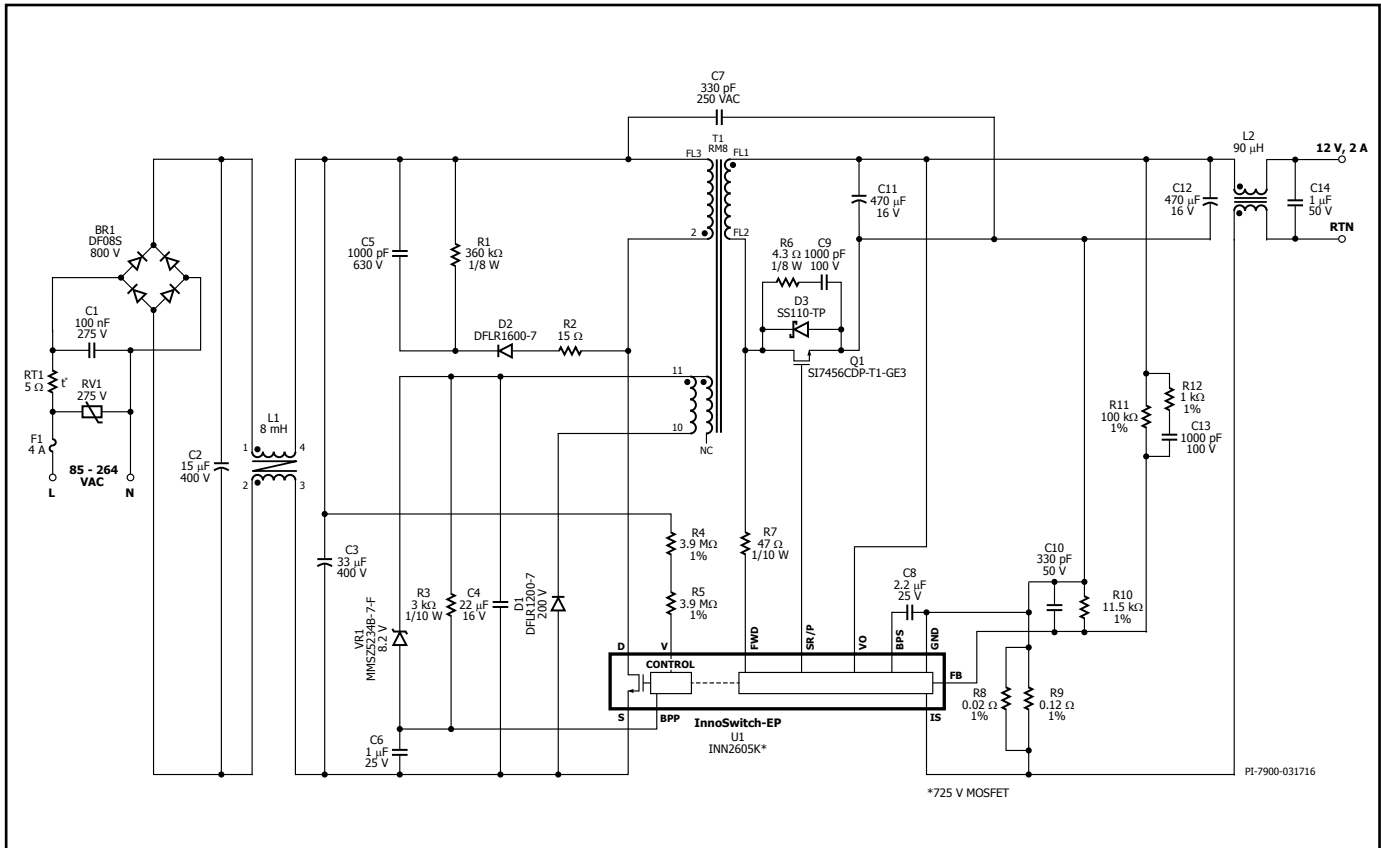 C7
330 pF
250 VAC
T1
RM8
FL3
FL1
2
FL2
L2
90 μH
12 V, 2 A
C14
1 μF
50 V
RTN
C12
470 μF
16 V
C11
470 μF
16 V
BR1
DF08S
800 V
C5
1000 pF
630 V
R1
360 kΩ
1/8 W
R6
4.3 Ω
1/8 W
C9
1000 pF
100 V
D3
SS110-TP
Q1
SI7456CDP-T1-GE3
D2
DFLR1600-7
R2
15 Ω
C1
100 nF
275 V
RT1
5 Ω
t°
RV1
275 V
F1
4 A
85 - 264
VAC
L
N
C2
15 μF
400 V
L1
8 mH
1
4
2
3
11
10
NC
R12
1 kΩ
1%
R11
100 kΩ
1%
C13
1000 pF
100 V
C3
33 μF
400 V
R4
3.9 MΩ
1%
R5
3.9 MΩ
1%
R7
47 Ω
1/10 W
C10
330 pF
50 V
C8
2.2 μF
25 V
R10
11.5 kΩ
1%
VR1
MMSZ5234B-7-F
8.2 V
R3
3 kΩ
1/10 W
C4
22 μF
16 V
D1
DFLR1200-7
200 V
D
V
FWD
SR/P
VO
BPS
GND
CONTROL
FB
S
BPP
IS
InnoSwitch-EP
U1
INN2605K*
R8
0.02 Ω
1%
R9
0.12 Ω
1%
C6
1 μF
25 V
PI-7900-031716
*725 V MOSFET